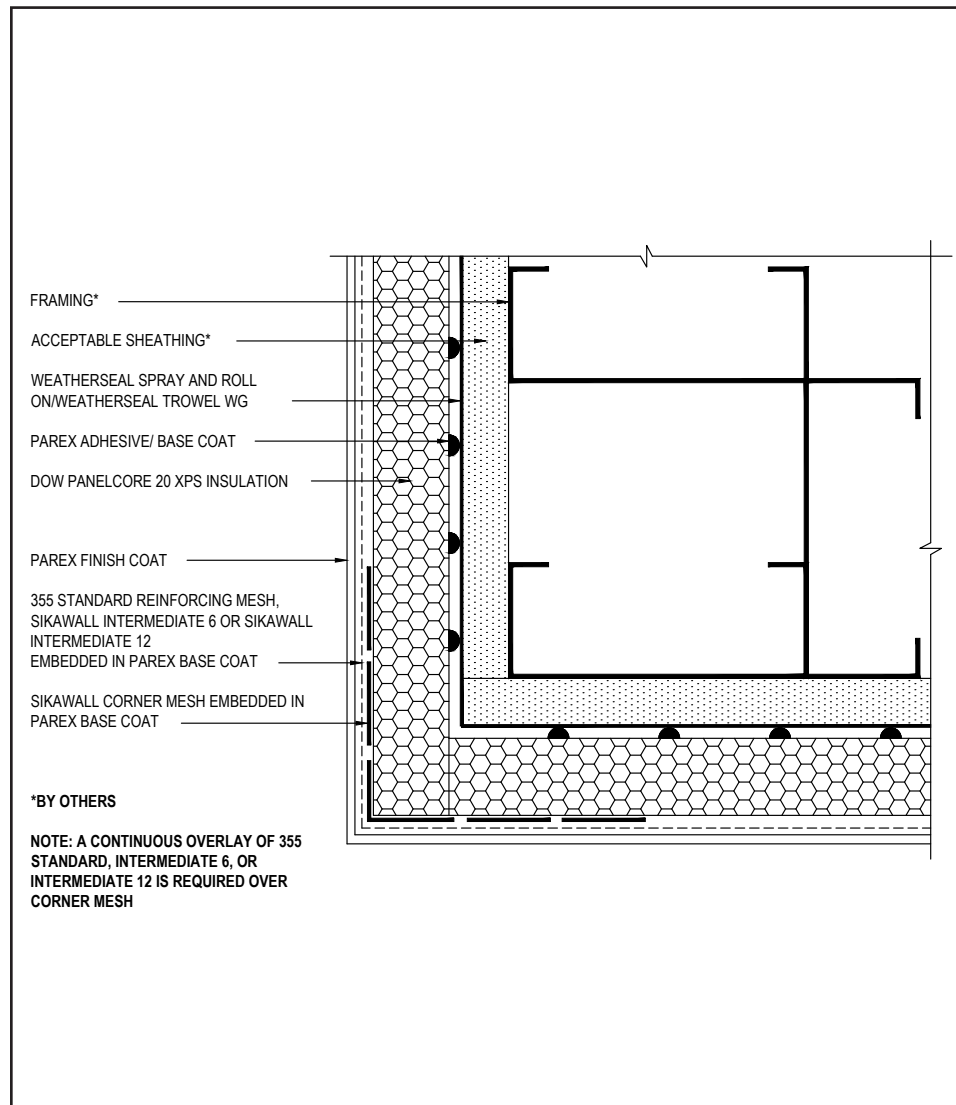 FRAMING*
ACCEPTABLE SHEATHING*
WEATHERSEAL SPRAY AND ROLL
ON/WEATHERSEAL TROWEL WG
PAREX ADHESIVE/ BASE COAT
DOW PANELCORE 20 XPS INSULATION
PAREX FINISH COAT
355 STANDARD REINFORCING MESH,
SIKAWALL INTERMEDIATE 6 OR SIKAWALL
INTERMEDIATE 12
EMBEDDED IN PAREX BASE COAT
SIKAWALL CORNER MESH EMBEDDED IN
PAREX BASE COAT
*BY OTHERS
NOTE: A CONTINUOUS OVERLAY OF 355
STANDARD, INTERMEDIATE 6, OR
INTERMEDIATE 12 IS REQUIRED OVER
CORNER MESH